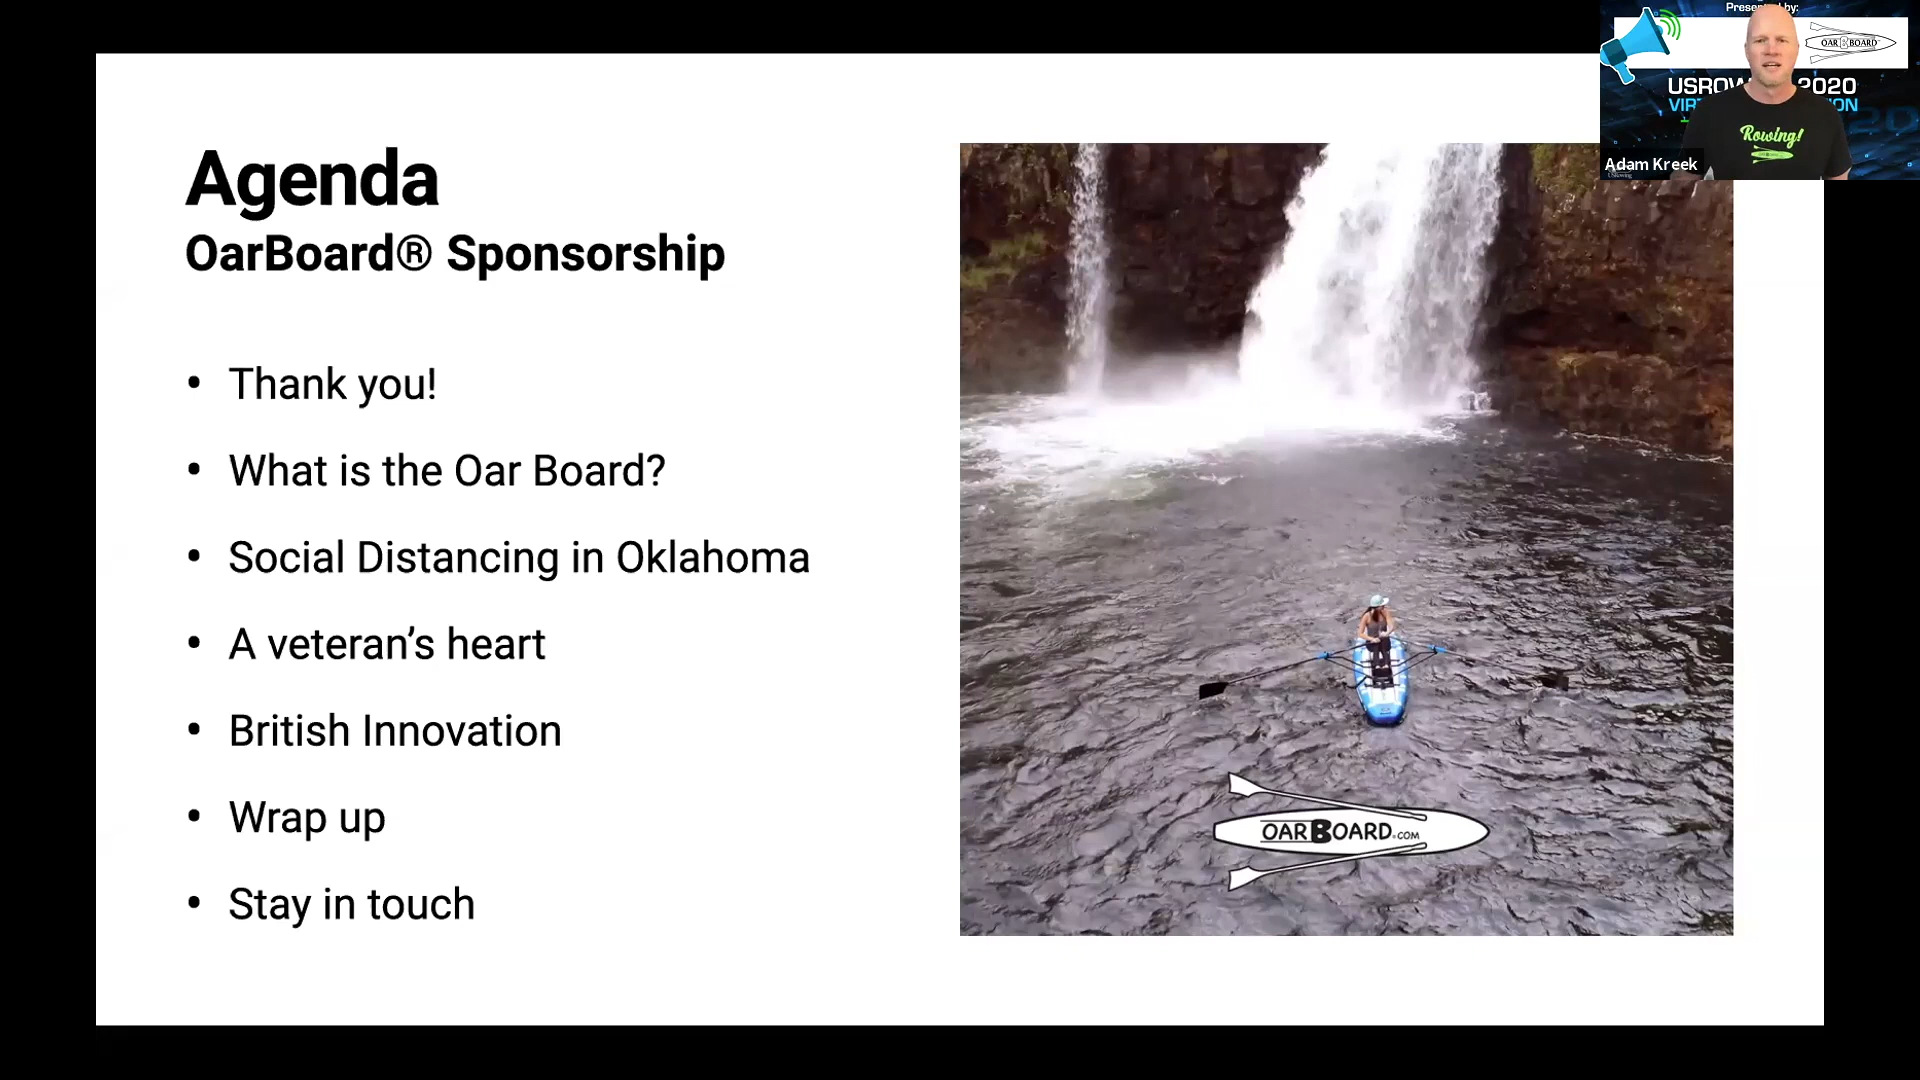 Agenda
OarBoard® Sponsorship
• Thank you!
• What is the Oar Board?
• Social Distancing in Oklahoma
• A veteran’s heart
• British Innovation
• Wrap up
• Stay in touch
OARBOARD.COM
by:
OAR BOARD
2020
Rowing!
Adam Kreek